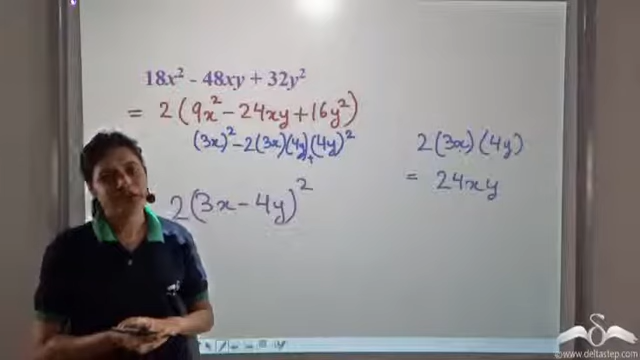 18x² - 48xy + 32y²
= 2(9x² - 24xy + 16y²)
(3x)² - 2(3x)(4y)+(4y)²
2(3x - 4y)²
2(3x)(4y)
= 24xy
©www.deltastep.com